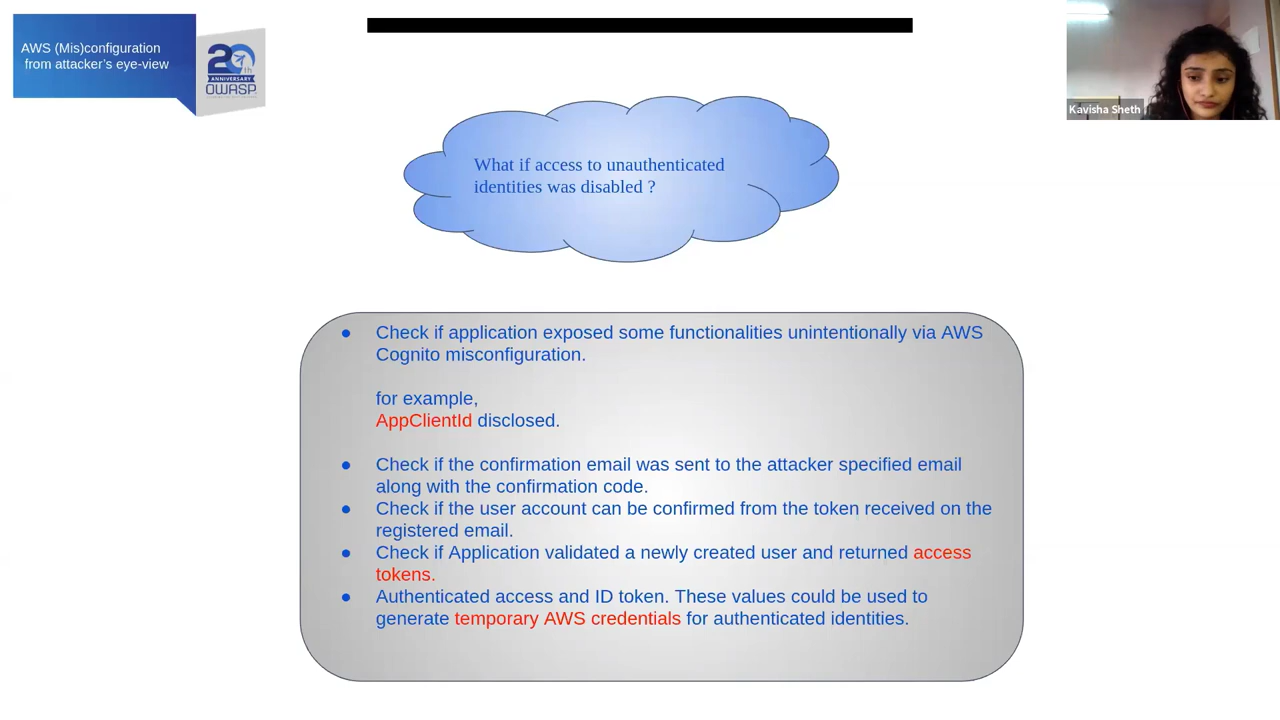 AWS (Mis)configuration
from attacker's eye-view
20
th
ANNIVERSARY
OWASP
Kavisha Sheth
What if access to unauthenticated
identities was disabled ?
● Check if application exposed some functionalities unintentionally via AWS
Cognito misconfiguration.
for example,
AppClientId disclosed.
● Check if the confirmation email was sent to the attacker specified email
along with the confirmation code.
● Check if the user account can be confirmed from the token received on the
registered email.
● Check if Application validated a newly created user and returned access
tokens.
● Authenticated access and ID token. These values could be used to
generate temporary AWS credentials for authenticated identities.